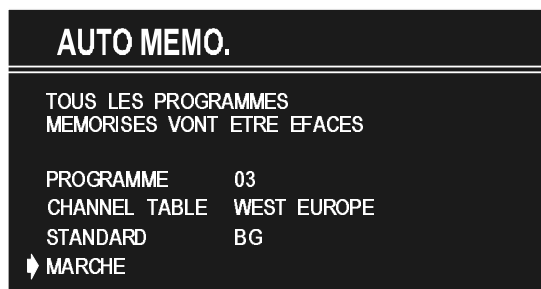 AUTO MEMO.
TOUS LES PROGRAMMES
MEMORISES VONT ETRE EFACES
PROGRAMME 03
CHANNEL TABLE WEST EUROPE
STANDARD BG
MARCHE